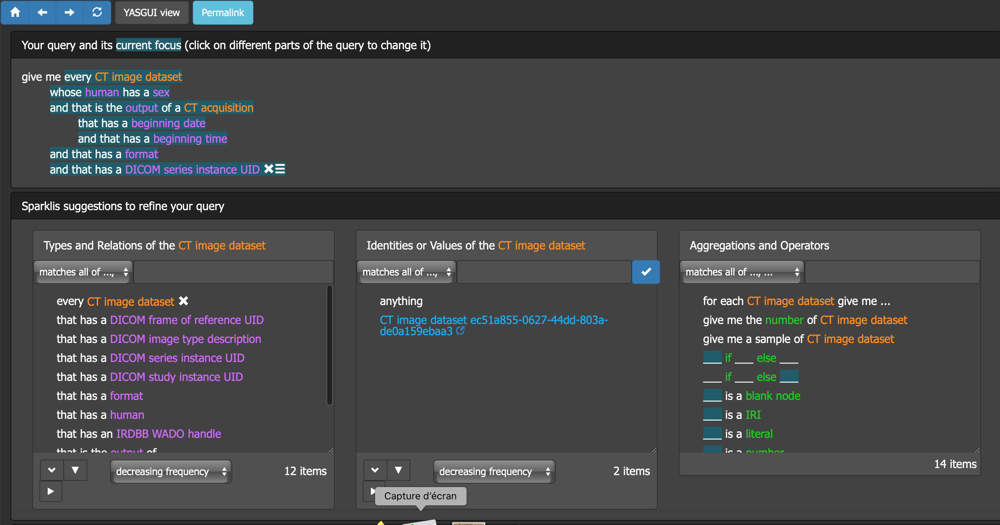 YASGUI view
Permalink
Your query and its current focus (click on different parts of the query to change it)
give me every CT image dataset
whose human has a sex
and that is the output of a CT acquisition
that has a beginning date
and that has a beginning time
and that has a format
and that has a DICOM series instance UID
Sparklis suggestions to refine your query
Types and Relations of the CT image dataset
matches all of ...,
every CT image dataset
that has a DICOM frame of reference UID
that has a DICOM image type description
that has a DICOM series instance UID
that has a DICOM study instance UID
that has a format
that has a human
that has an IRDBB WADO handle
that is the output of
decreasing frequency
12 items
Identities or Values of the CT image dataset
matches all of ...,
anything
CT image dataset ec51a855-0627-44dd-803a-
de0a159ebaa3
decreasing frequency
2 items
Capture d’écran
Aggregations and Operators
matches all of ..., ...
for each CT image dataset give me ...
give me the number of CT image dataset
give me a sample of CT image dataset
___ if ___ else ___
___ if ___ else ___
___ is a blank node
___ is a IRI
___ is a literal
___ is a number
14 items